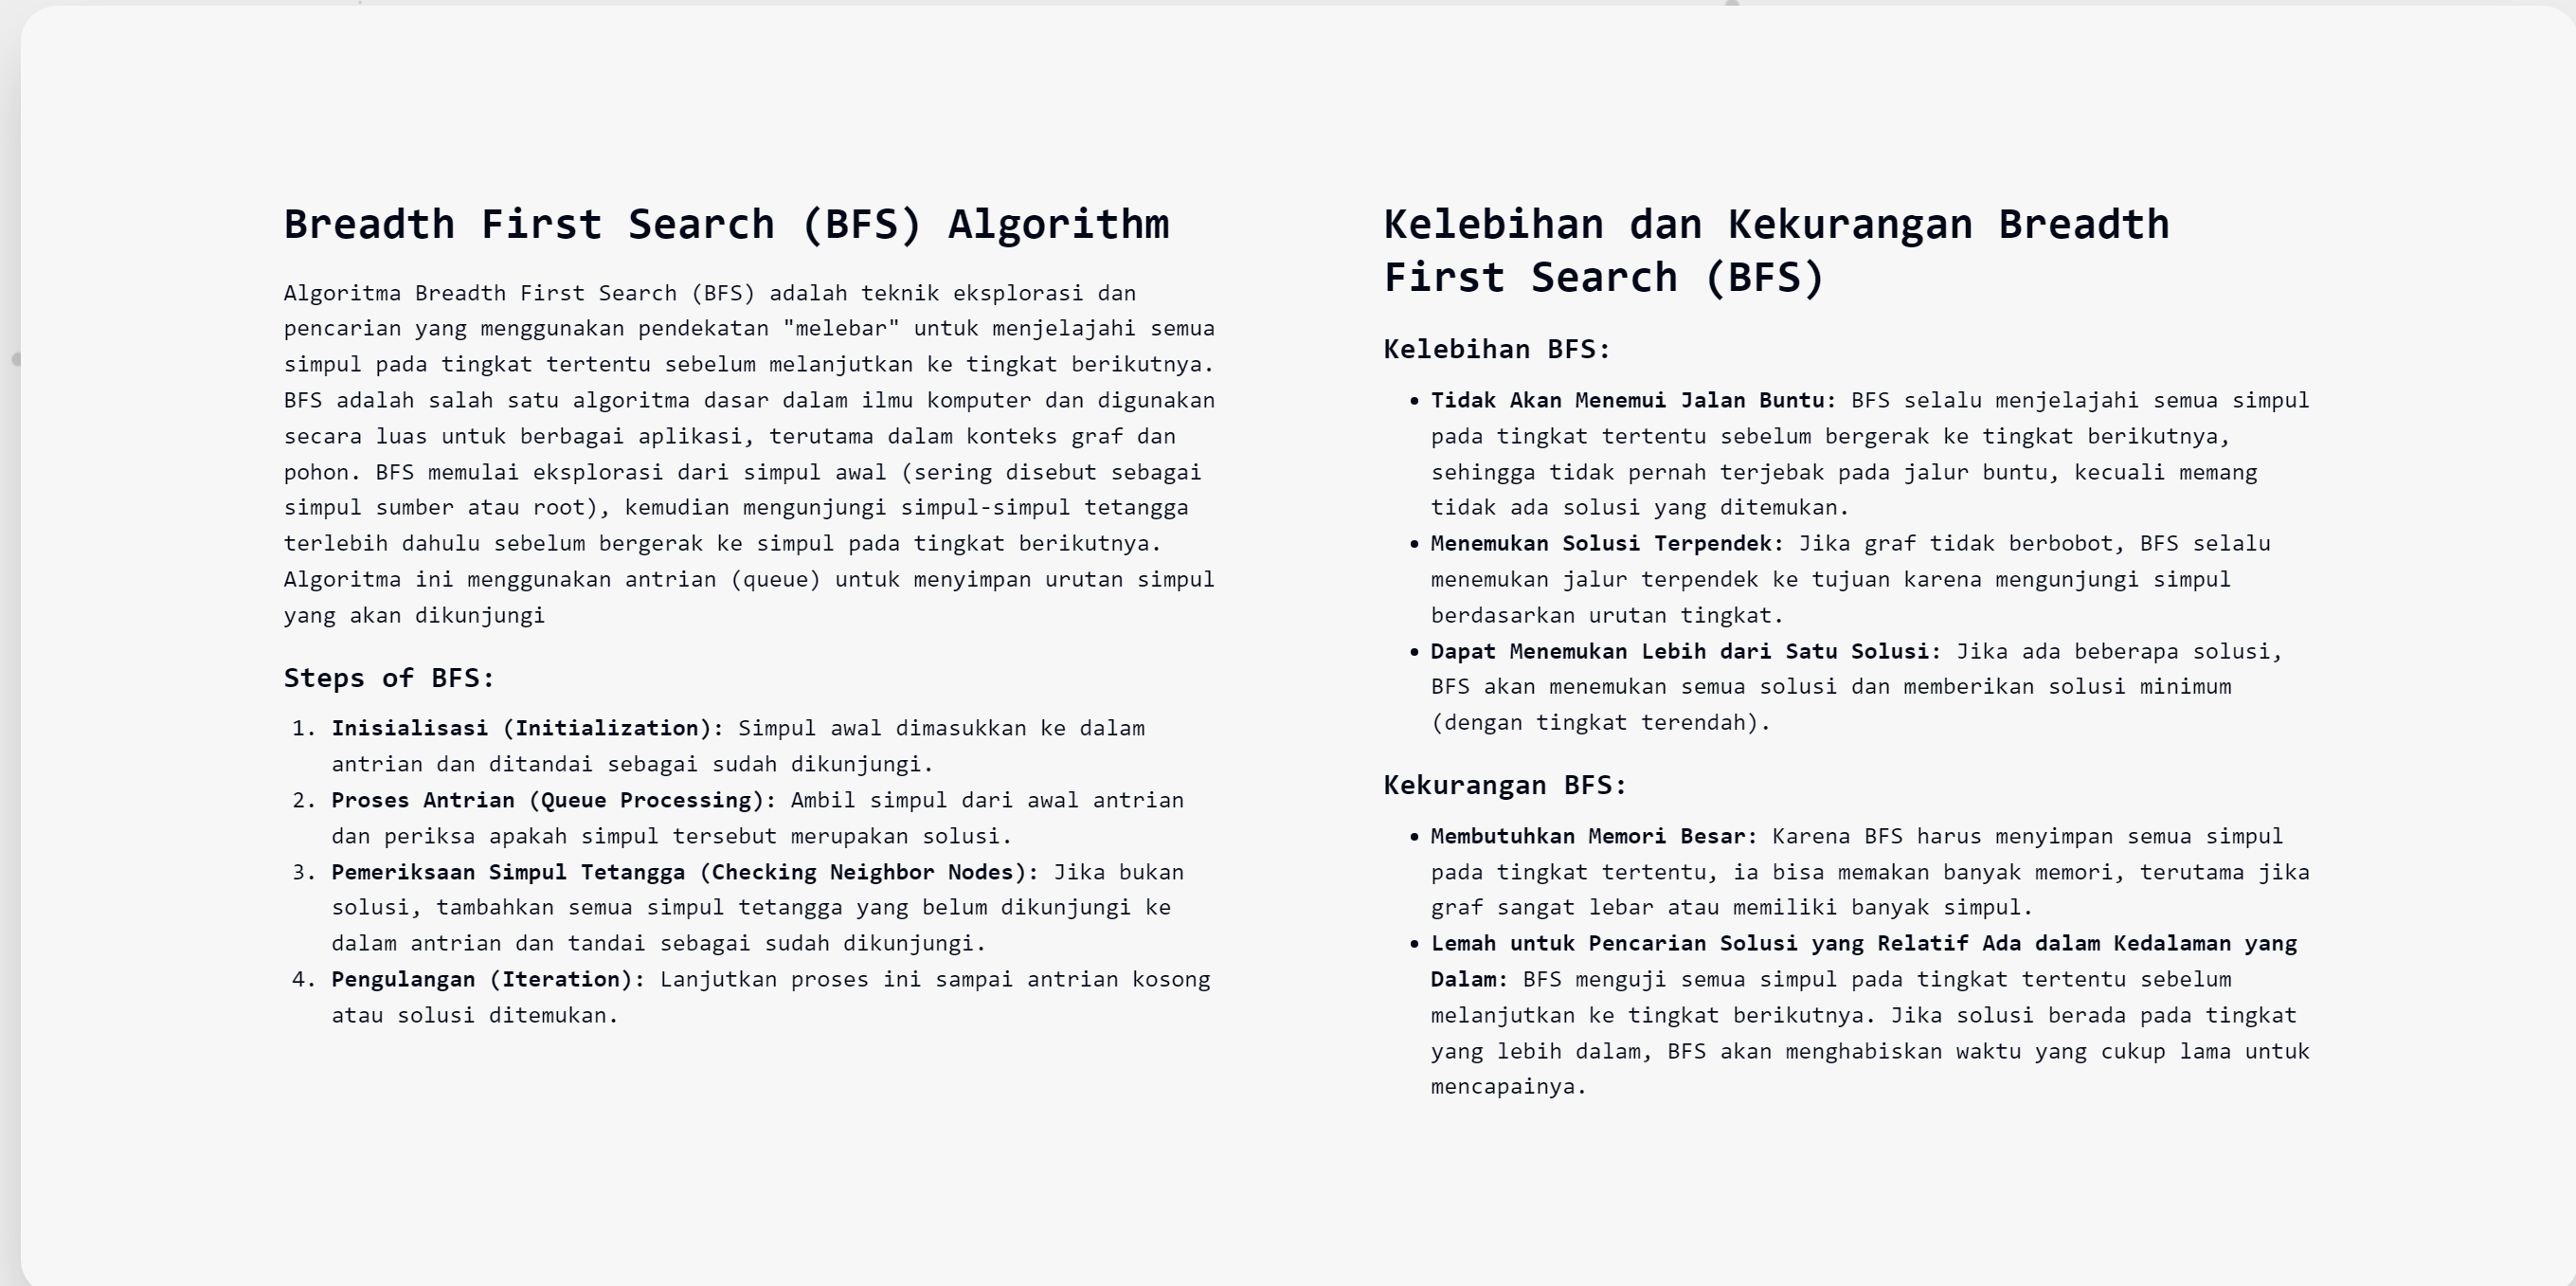 Breadth First Search (BFS) Algorithm
Algoritma Breadth First Search (BFS) adalah teknik eksplorasi dan
pencarian yang menggunakan pendekatan "melebar" untuk menjelajahi semua
simpul pada tingkat tertentu sebelum melanjutkan ke tingkat berikutnya.
BFS adalah salah satu algoritma dasar dalam ilmu komputer dan digunakan
secara luas untuk berbagai aplikasi, terutama dalam konteks graf dan
pohon. BFS memulai eksplorasi dari simpul awal (sering disebut sebagai
simpul sumber atau root), kemudian mengunjungi simpul-simpul tetangga
terlebih dahulu sebelum bergerak ke simpul pada tingkat berikutnya.
Algoritma ini menggunakan antrian (queue) untuk menyimpan urutan simpul
yang akan dikunjungi
Steps of BFS:
1. Inisialisasi (Initialization): Simpul awal dimasukkan ke dalam
antrian dan ditandai sebagai sudah dikunjungi.
2. Proses Antrian (Queue Processing): Ambil simpul dari awal antrian
dan periksa apakah simpul tersebut merupakan solusi.
3. Pemeriksaan Simpul Tetangga (Checking Neighbor Nodes): Jika bukan
solusi, tambahkan semua simpul tetangga yang belum dikunjungi ke
dalam antrian dan tandai sebagai sudah dikunjungi.
4. Pengulangan (Iteration): Lanjutkan proses ini sampai antrian kosong
atau solusi ditemukan.
Kelebihan dan Kekurangan Breadth
First Search (BFS)
Kelebihan BFS:
• Tidak Akan Menemui Jalan Buntu: BFS selalu menjelajahi semua simpul
pada tingkat tertentu sebelum bergerak ke tingkat berikutnya,
sehingga tidak pernah terjebak pada jalur buntu, kecuali memang
tidak ada solusi yang ditemukan.
• Menemukan Solusi Terpendek: Jika graf tidak berbobot, BFS selalu
menemukan jalur terpendek ke tujuan karena mengunjungi simpul
berdasarkan urutan tingkat.
• Dapat Menemukan Lebih dari Satu Solusi: Jika ada beberapa solusi,
BFS akan menemukan semua solusi dan memberikan solusi minimum
(dengan tingkat terendah).
Kekurangan BFS:
• Membutuhkan Memori Besar: Karena BFS harus menyimpan semua simpul
pada tingkat tertentu, ia bisa memakan banyak memori, terutama jika
graf sangat lebar atau memiliki banyak simpul.
• Lemah untuk Pencarian Solusi yang Relatif Ada dalam Kedalaman yang
Dalam: BFS menguji semua simpul pada tingkat tertentu sebelum
melanjutkan ke tingkat berikutnya. Jika solusi berada pada tingkat
yang lebih dalam, BFS akan menghabiskan waktu yang cukup lama untuk
mencapainya.